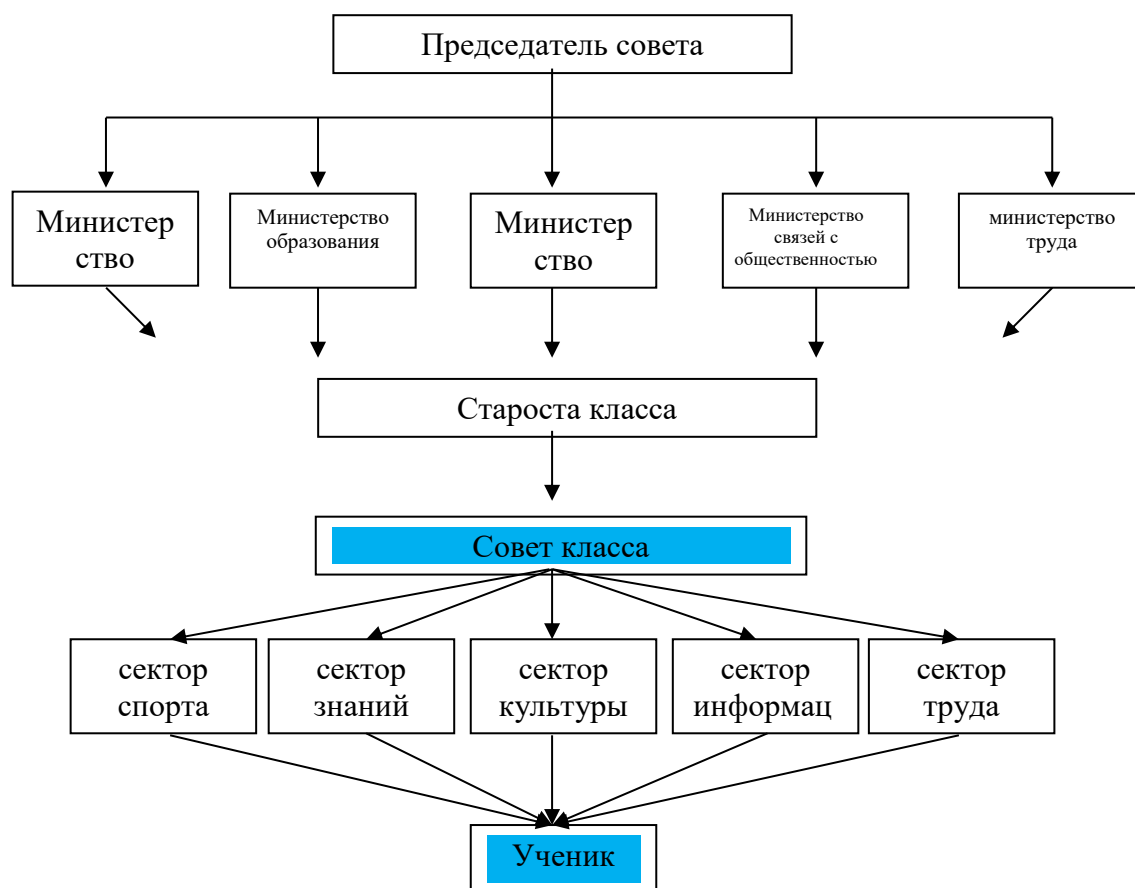 Председатель совета
Министер
ство
Министерство
образования
Министер
ство
Министерство
связей с
общественностью
министерство
труда
Староста класса
Совет класса
сектор
спорта
сектор
знаний
сектор
культуры
сектор
информац
сектор
труда
Ученик